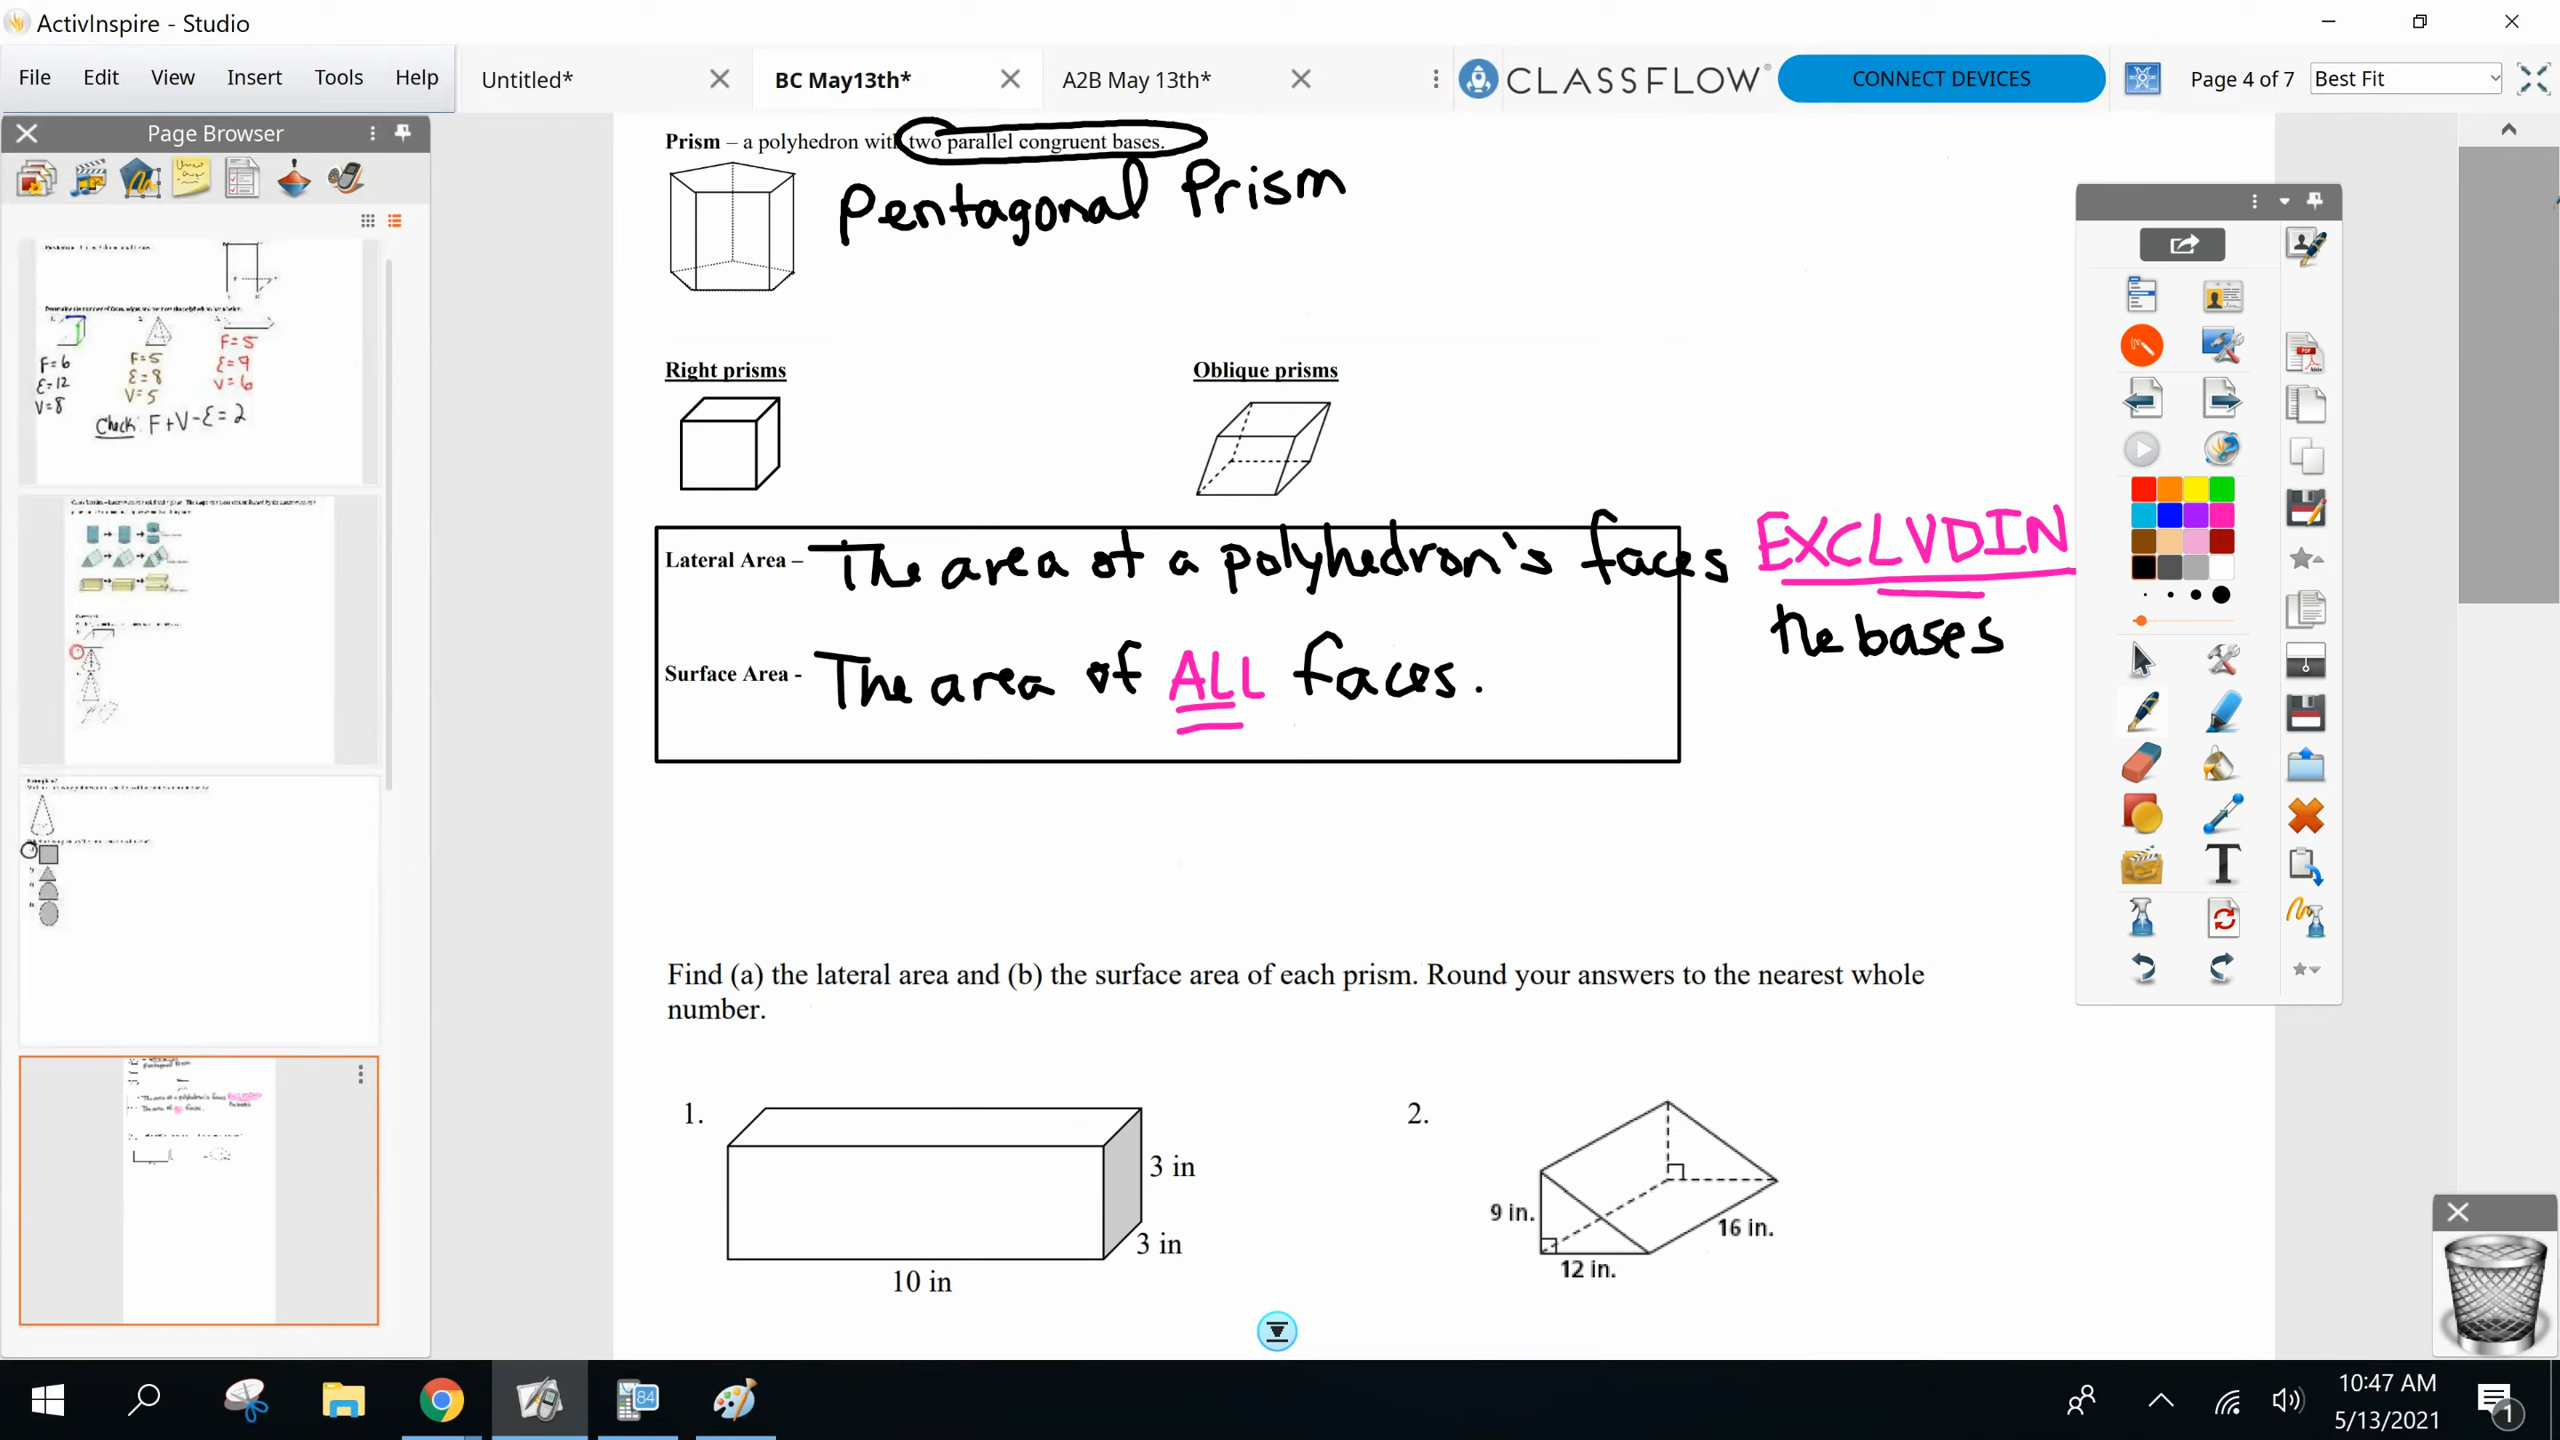 ActivInspire - Studio
File Edit View Insert Tools Help
Untitled*
BC May13th*
A2B May 13th*
CLASSFLOW
CONNECT DEVICES
Page 4 of 7
Best Fit
Page Browser
F=6
E=12
V=8
F=5
E=8
V=5
F=5
E=9
V=6
Check: F+V-E=2
Prism – a polyhedron with two parallel congruent bases.
Pentagonal Prism
Right prisms
Oblique prisms
Lateral Area – The area of a polyhedron's faces EXCLUDIN
the bases
Surface Area - The area of ALL faces.
Find (a) the lateral area and (b) the surface area of each prism. Round your answers to the nearest whole
number.
1.
3 in
3 in
10 in
2.
9 in.
16 in.
12 in.
T
84
10:47 AM
5/13/2021
1